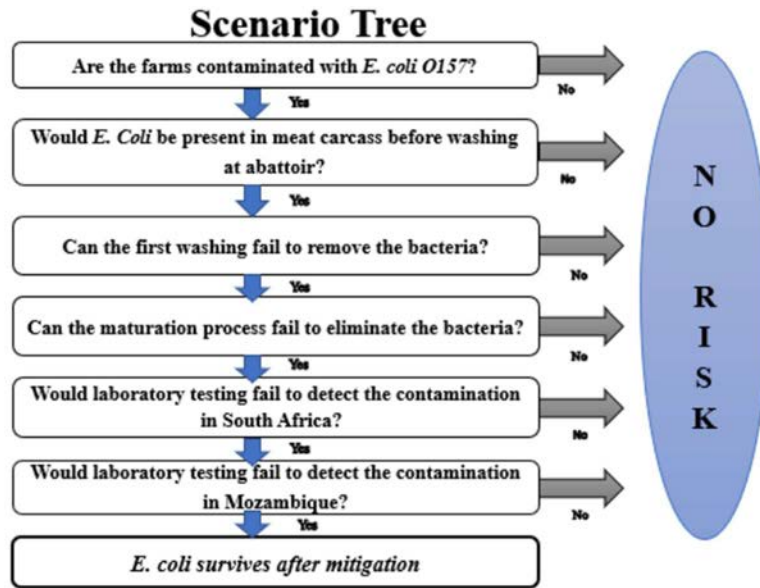 Scenario Tree
Are the farms contaminated with E. coli O157?
No
Yes
Would E. Coli be present in meat carcass before washing
at abattoir?
No
Yes
Can the first washing fail to remove the bacteria?
No
Yes
Can the maturation process fail to eliminate the bacteria?
No
Yes
Would laboratory testing fail to detect the contamination
in South Africa?
No
Yes
Would laboratory testing fail to detect the contamination
in Mozambique?
No
Yes
E. coli survives after mitigation
N
O
R
I
S
K